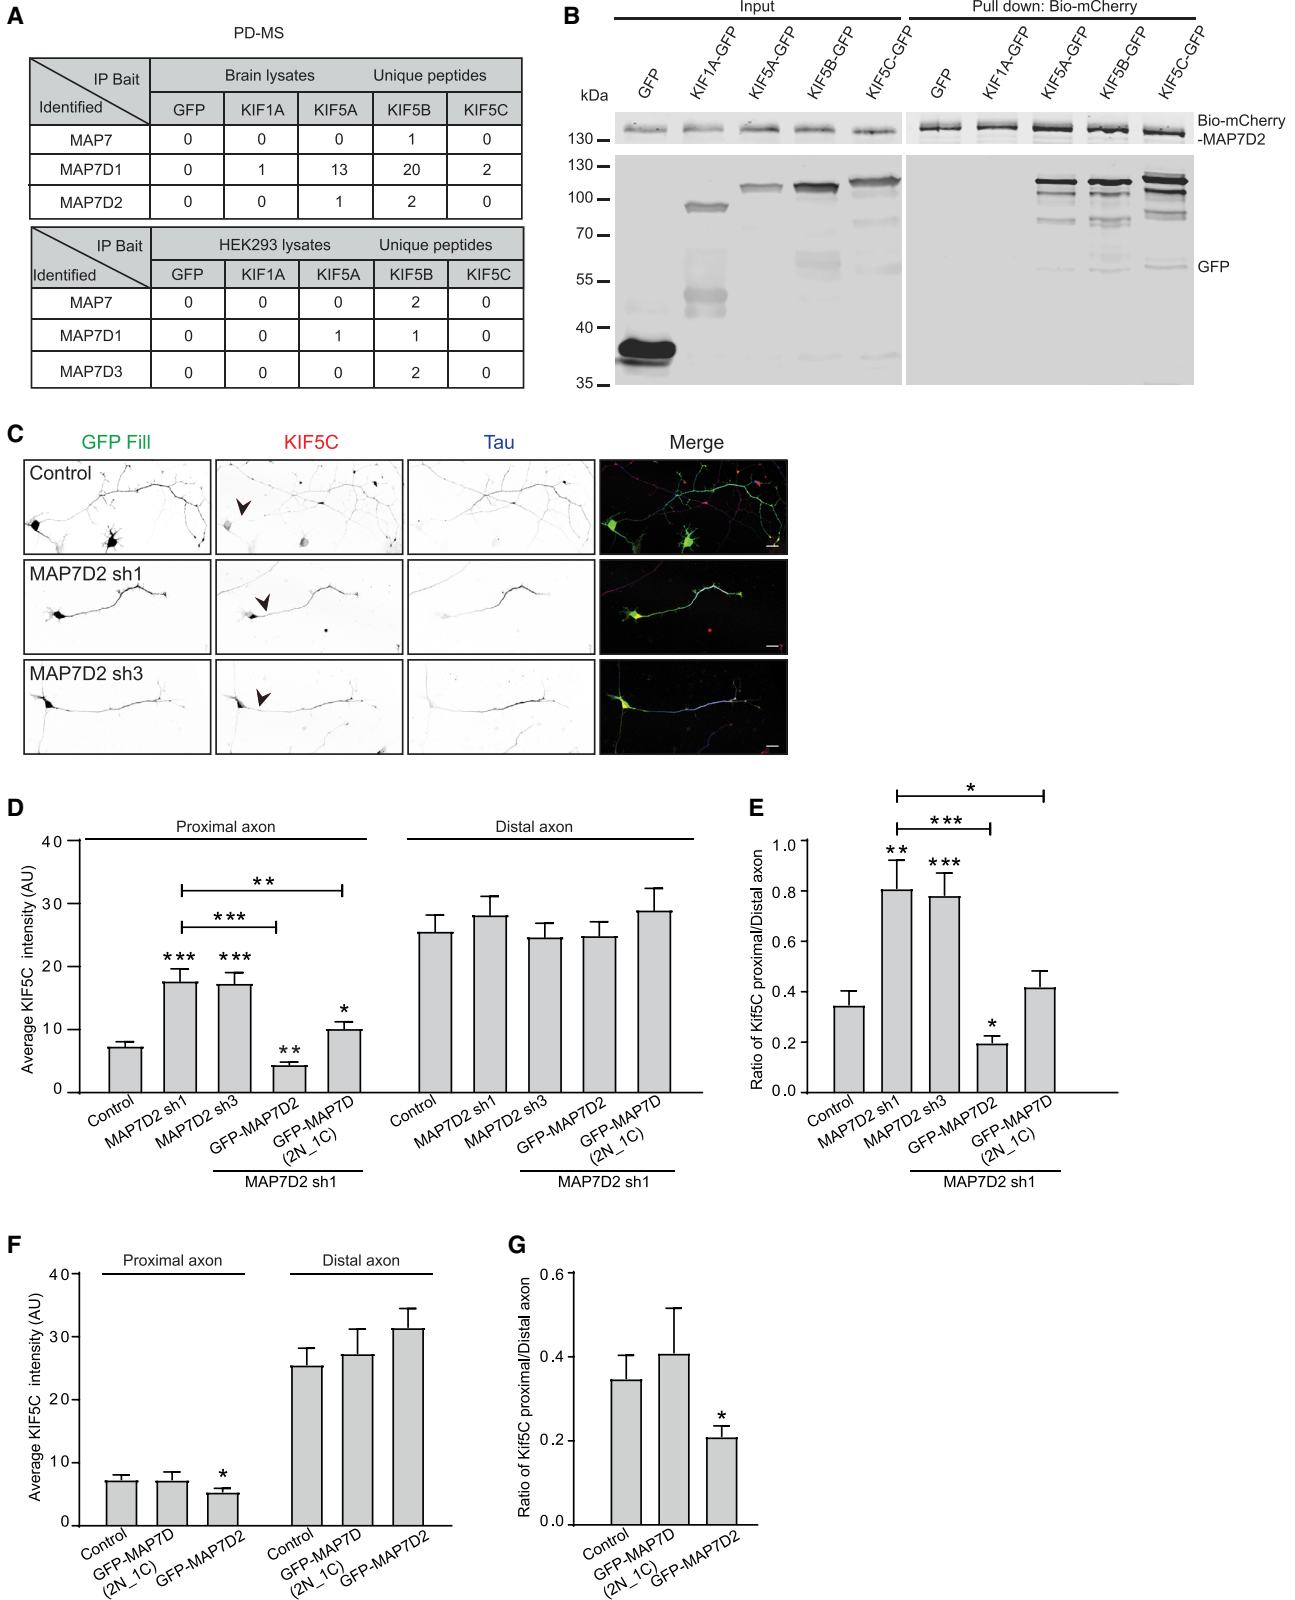 A
PD-MS
IP Bait
Identified
Brain lysates Unique peptides
GFP KIF1A KIF5A KIF5B KIF5C
MAP7 0 0 0 1 0
MAP7D1 0 1 13 20 2
MAP7D2 0 0 1 2 0
IP Bait
Identified
HEK293 lysates Unique peptides
GFP KIF1A KIF5A KIF5B KIF5C
MAP7 0 0 0 2 0
MAP7D1 0 0 1 1 0
MAP7D3 0 0 0 2 0
B
Input
Pull down: Bio-mCherry
GFP KIF1A-GFP KIF5A-GFP KIF5B-GFP KIF5C-GFP
GFP KIF1A-GFP KIF5A-GFP KIF5B-GFP KIF5C-GFP
kDa
130
130
100
70
55
40
35
Bio-mCherry
-MAP7D2
GFP
C
GFP Fill KIF5C Tau Merge
Control
MAP7D2 sh1
MAP7D2 sh3
D
Proximal axon
Distal axon
Average KIF5C intensity (AU)
40
30
20
10
0
**
***
*** *** ** *
Control
MAP7D2 sh1
MAP7D2 sh3
GFP-MAP7D2
GFP-MAP7D
(2N_1C)
MAP7D2 sh1
Control
MAP7D2 sh1
MAP7D2 sh3
GFP-MAP7D2
GFP-MAP7D
(2N_1C)
MAP7D2 sh1
E
Ratio of Kif5C proximal/Distal axon
1.0
0.8
0.6
0.4
0.2
0.0
*
***
** *** *
Control
MAP7D2 sh1
MAP7D2 sh3
GFP-MAP7D2
GFP-MAP7D
(2N_1C)
MAP7D2 sh1
F
Proximal axon
Distal axon
Average KIF5C intensity (AU)
40
30
20
10
0
*
Control
GFP-MAP7D
(2N_1C)
GFP-MAP7D2
Control
GFP-MAP7D
(2N_1C)
GFP-MAP7D2
G
Ratio of Kif5C proximal/Distal axon
0.6
0.4
0.2
0.0
*
Control
GFP-MAP7D
(2N_1C)
GFP-MAP7D2